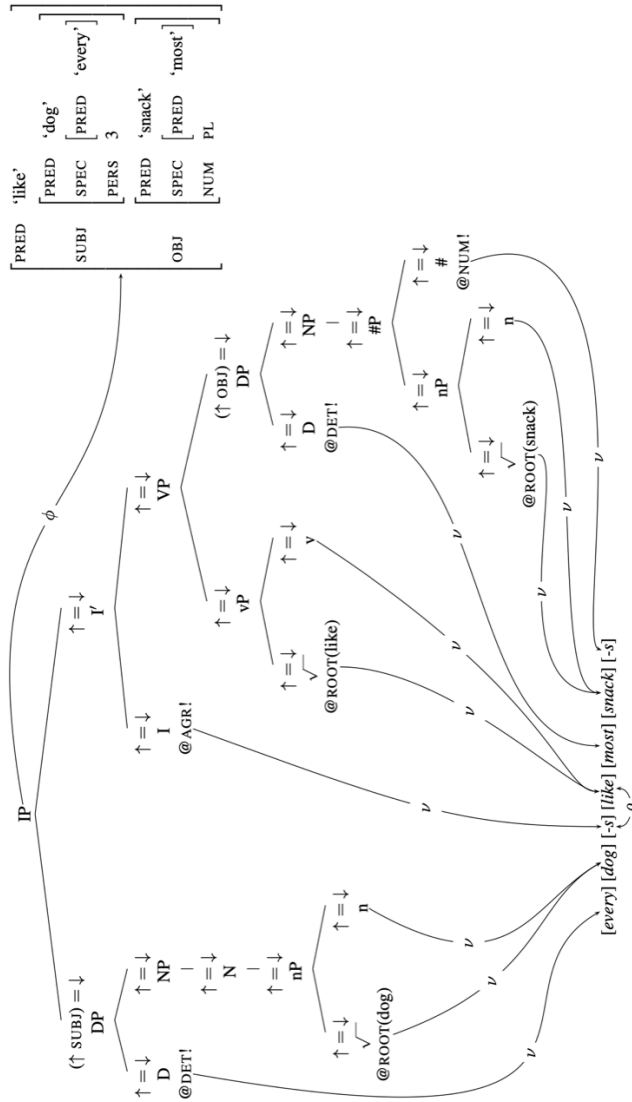 PRED ‘like’
SUBJ
PRED ‘dog’
SPEC [PRED ‘every’]
PERS 3
OBJ
PRED ‘snack’
SPEC [PRED ‘most’]
NUM PL
ϕ
IP
(↑ SUBJ) = ↓
DP
↑ = ↓
I′
↑ = ↓
D
@DET!
↑ = ↓
NP
↑ = ↓
N
↑ = ↓
nP
↑ = ↓
√
@ROOT(dog)
↑ = ↓
n
↑ = ↓
I
@AGR!
↑ = ↓
VP
↑ = ↓
vP
↑ = ↓
√
@ROOT(like)
↑ = ↓
v
(↑ OBJ) = ↓
DP
↑ = ↓
D
@DET!
↑ = ↓
NP
↑ = ↓
#P
↑ = ↓
nP
↑ = ↓
√
@ROOT(snack)
↑ = ↓
n
↑ = ↓
#
@NUM!
ν
ν
ν
ν
ν
ν
ν
ν
ν
ν
[every] [dog] [-s] [like] [most] [snack] [-s]